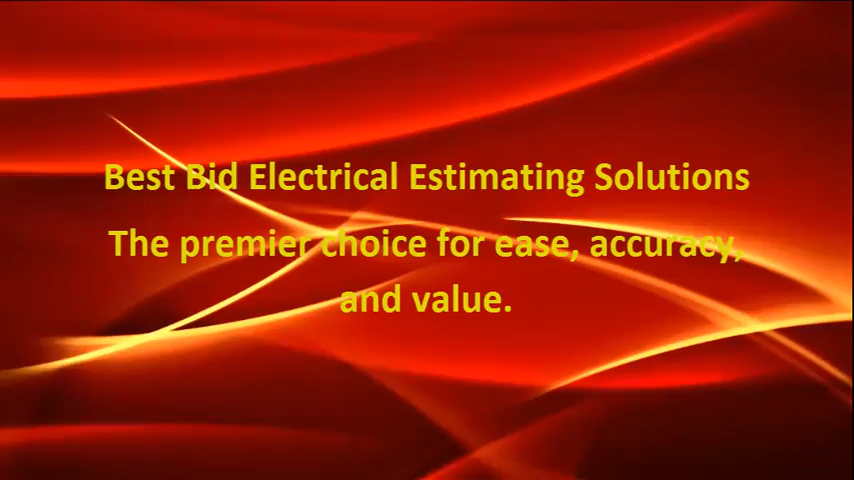 Best Bid Electrical Estimating Solutions
The premier choice for ease, accuracy,
and value.